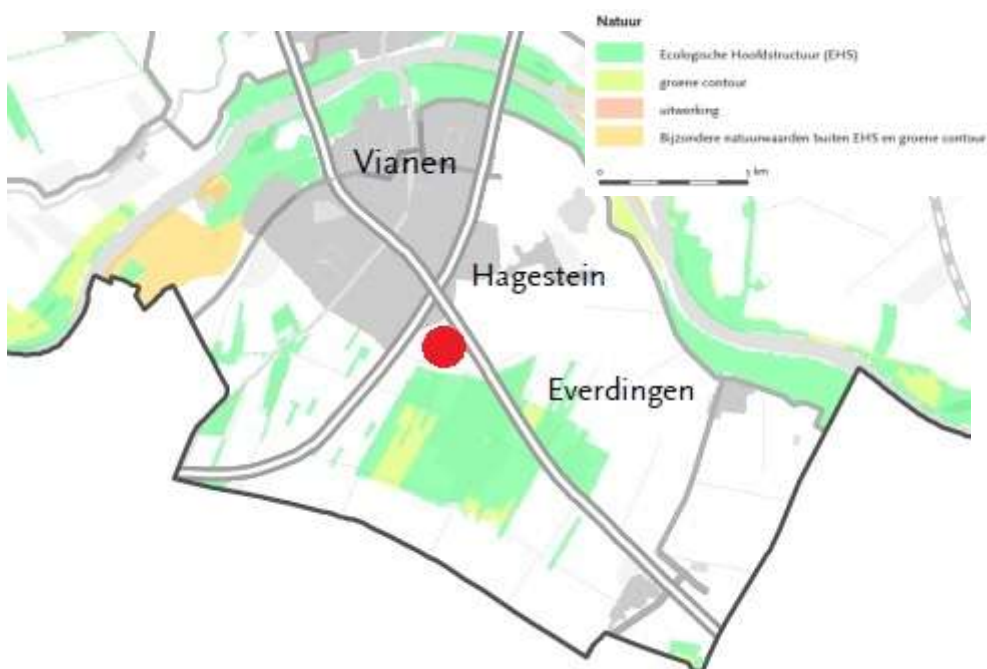 Natuur
Ecologische Hoofdstructuur (EHS)
groene contour
uitwerking
Bijzondere natuurwaarden buiten EHS en groene contour
0 km
Vianen
Hagestein
Everdingen